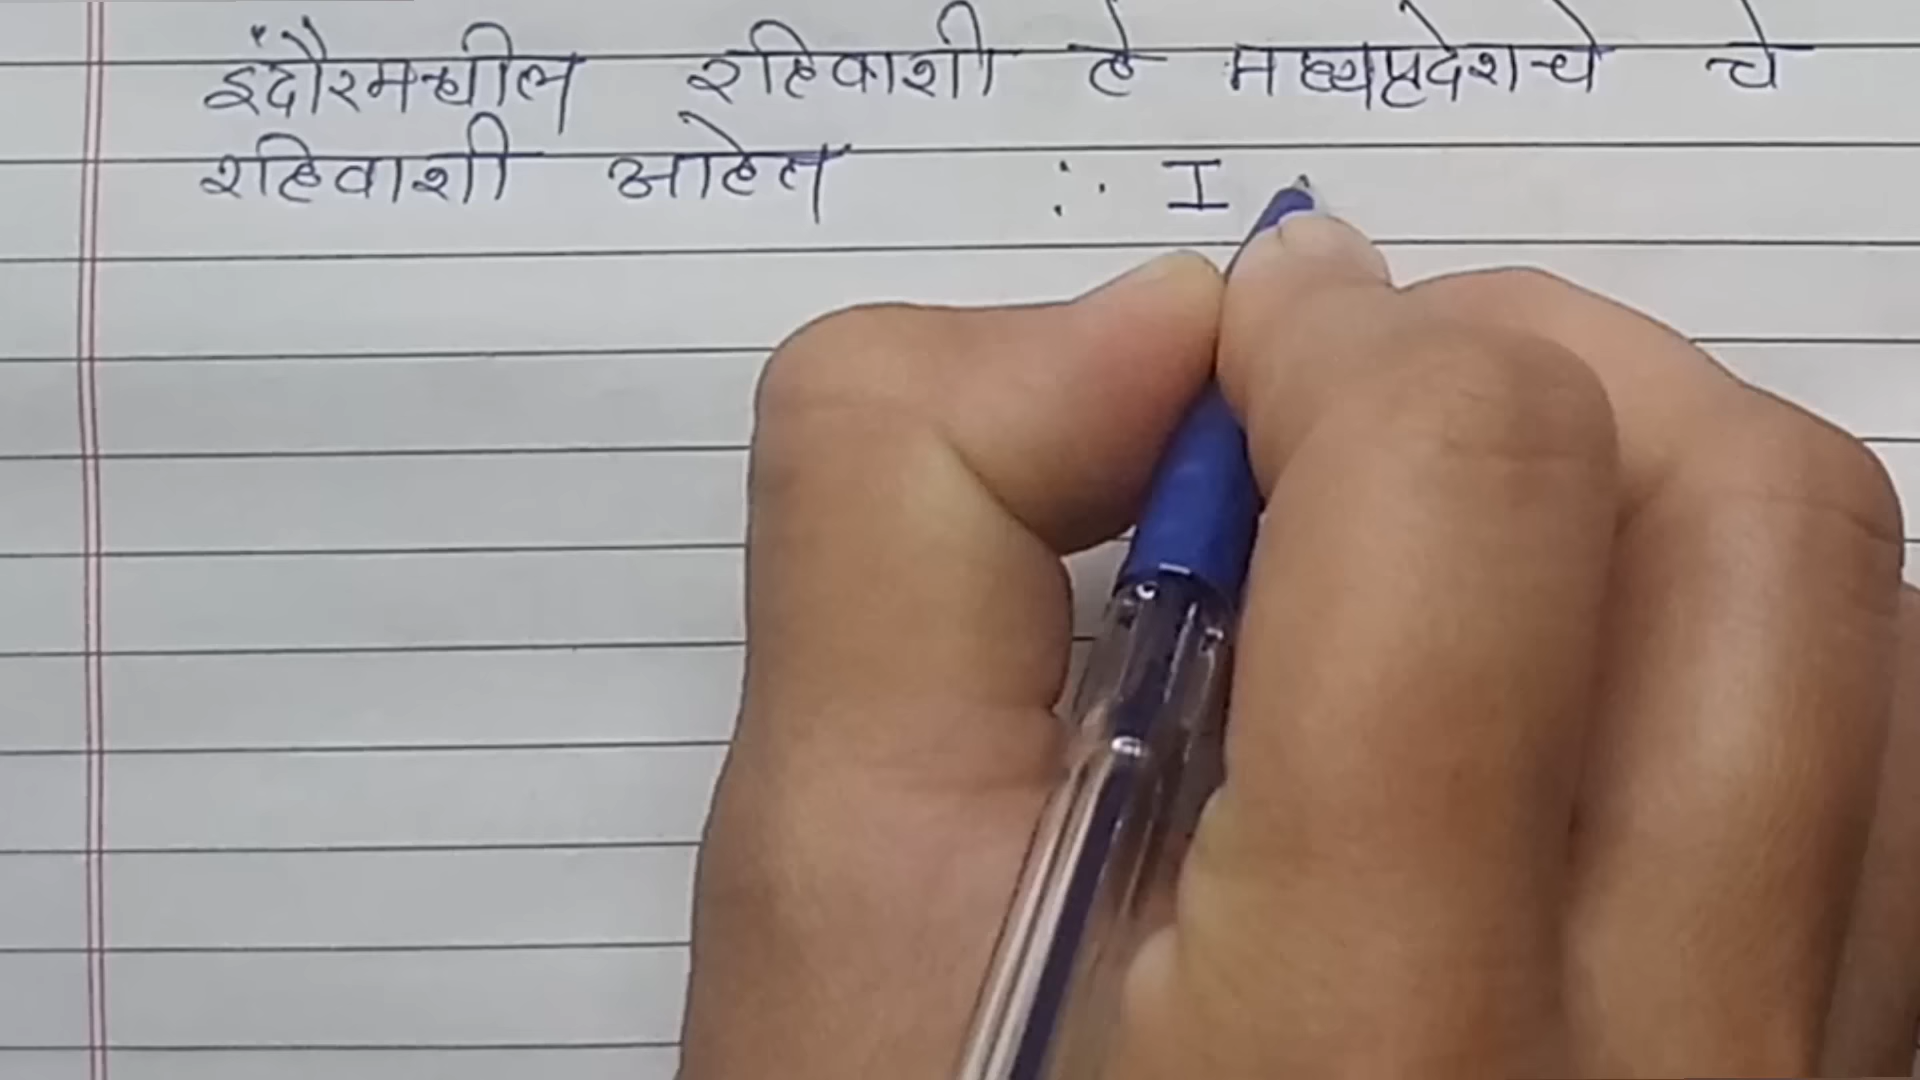 इंदौरमधील रहिवाशी हे मध्यप्रदेशचे चे
रहिवाशी आहेत ∴ I